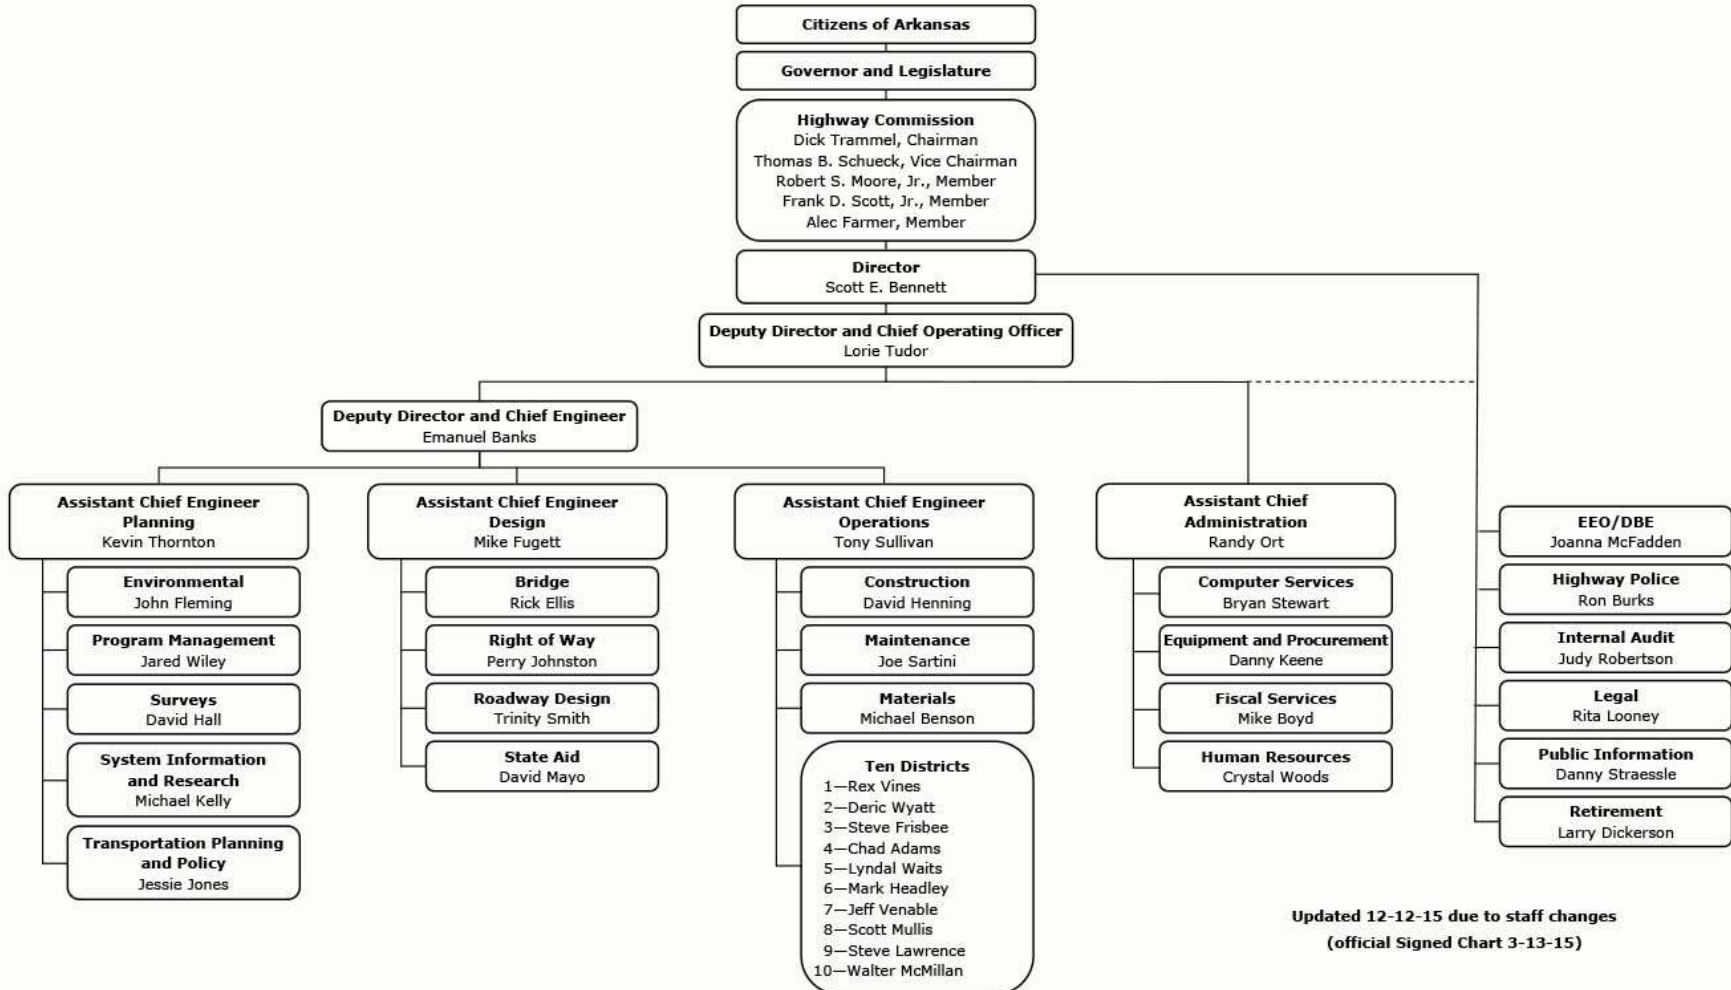 Citizens of Arkansas
Governor and Legislature
Highway Commission
Dick Trammel, Chairman
Thomas B. Schueck, Vice Chairman
Robert S. Moore, Jr., Member
Frank D. Scott, Jr., Member
Alec Farmer, Member
Director
Scott E. Bennett
Deputy Director and Chief Operating Officer
Lorie Tudor
Deputy Director and Chief Engineer
Emanuel Banks
Assistant Chief Engineer
Planning
Kevin Thornton
Environmental
John Fleming
Program Management
Jared Wiley
Surveys
David Hall
System Information
and Research
Michael Kelly
Transportation Planning
and Policy
Jessie Jones
Assistant Chief Engineer
Design
Mike Fugett
Bridge
Rick Ellis
Right of Way
Perry Johnston
Roadway Design
Trinity Smith
State Aid
David Mayo
Assistant Chief Engineer
Operations
Tony Sullivan
Construction
David Henning
Maintenance
Joe Sartini
Materials
Michael Benson
Ten Districts
1—Rex Vines
2—Deric Wyatt
3—Steve Frisbee
4—Chad Adams
5—Lyndal Waits
6—Mark Headley
7—Jeff Venable
8—Scott Mullis
9—Steve Lawrence
10—Walter McMillan
Assistant Chief
Administration
Randy Ort
Computer Services
Bryan Stewart
Equipment and Procurement
Danny Keene
Fiscal Services
Mike Boyd
Human Resources
Crystal Woods
EEO/DBE
Joanna McFadden
Highway Police
Ron Burks
Internal Audit
Judy Robertson
Legal
Rita Looney
Public Information
Danny Straessle
Retirement
Larry Dickerson
Updated 12-12-15 due to staff changes
(official Signed Chart 3-13-15)